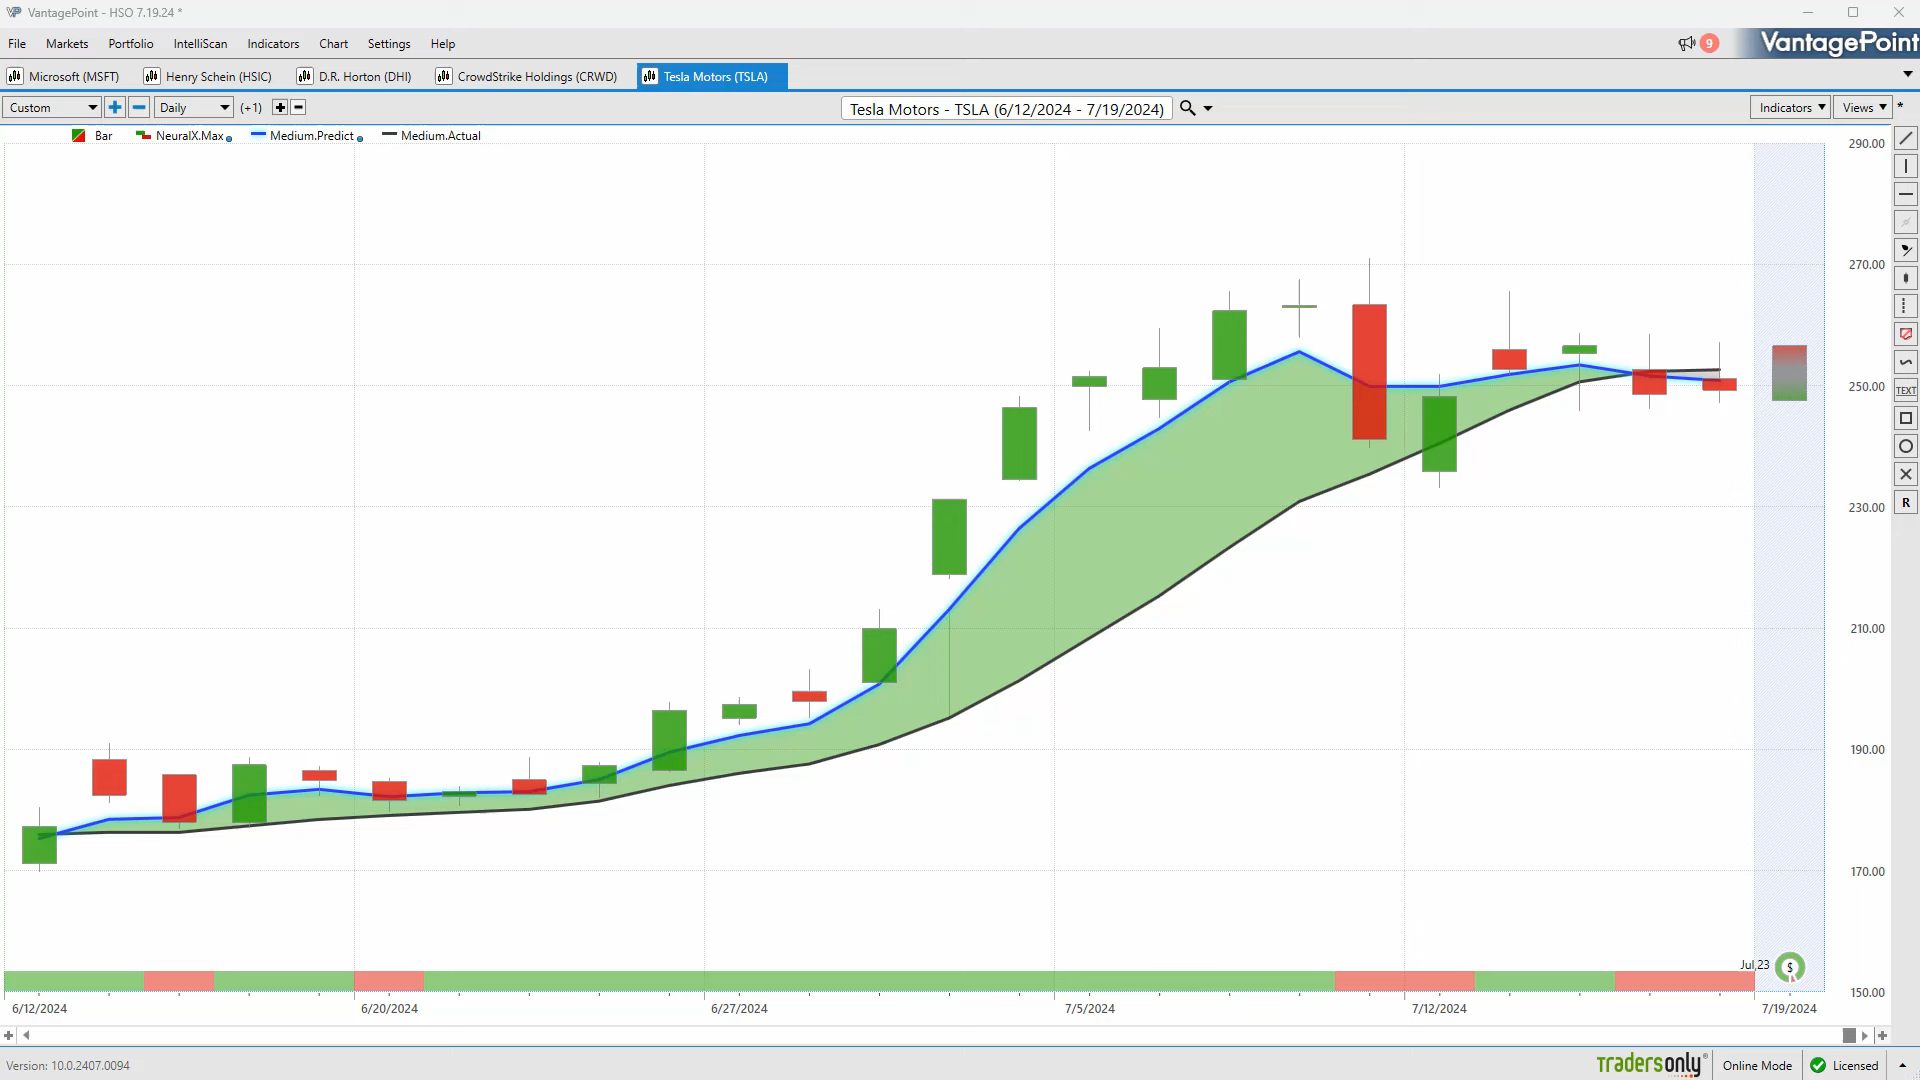 VantagePoint - HSO 7.19.24 *
File Markets Portfolio IntelliScan Indicators Chart Settings Help 9 VantagePoint
Microsoft (MSFT) Henry Schein (HSIC) D.R. Horton (DHI) CrowdStrike Holdings (CRWD) Tesla Motors (TSLA)
Custom Daily (+1) Tesla Motors - TSLA (6/12/2024 - 7/19/2024) Indicators Views *
Bar NeuralX.Max Medium.Predict Medium.Actual
290.00
270.00
250.00
TEXT
R
230.00
210.00
190.00
170.00
Jul,23 $
150.00
6/12/2024 6/20/2024 6/27/2024 7/5/2024 7/12/2024 7/19/2024
Version: 10.0.2407.0094 tradersonly Online Mode Licensed